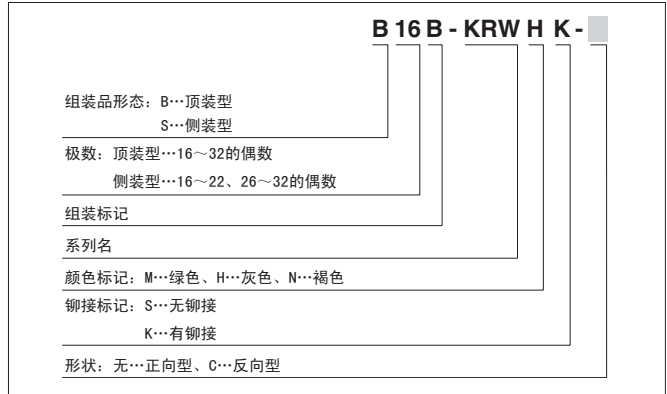 B 16 B - KRW H K -
组装品形态：B…顶装型
S…侧装型
极数：顶装型…16～32的偶数
侧装型…16～22、26～32的偶数
组装标记
系列名
颜色标记：M…绿色、H…灰色、N…褐色
铆接标记：S…无铆接
K…有铆接
形状：无…正向型、C…反向型